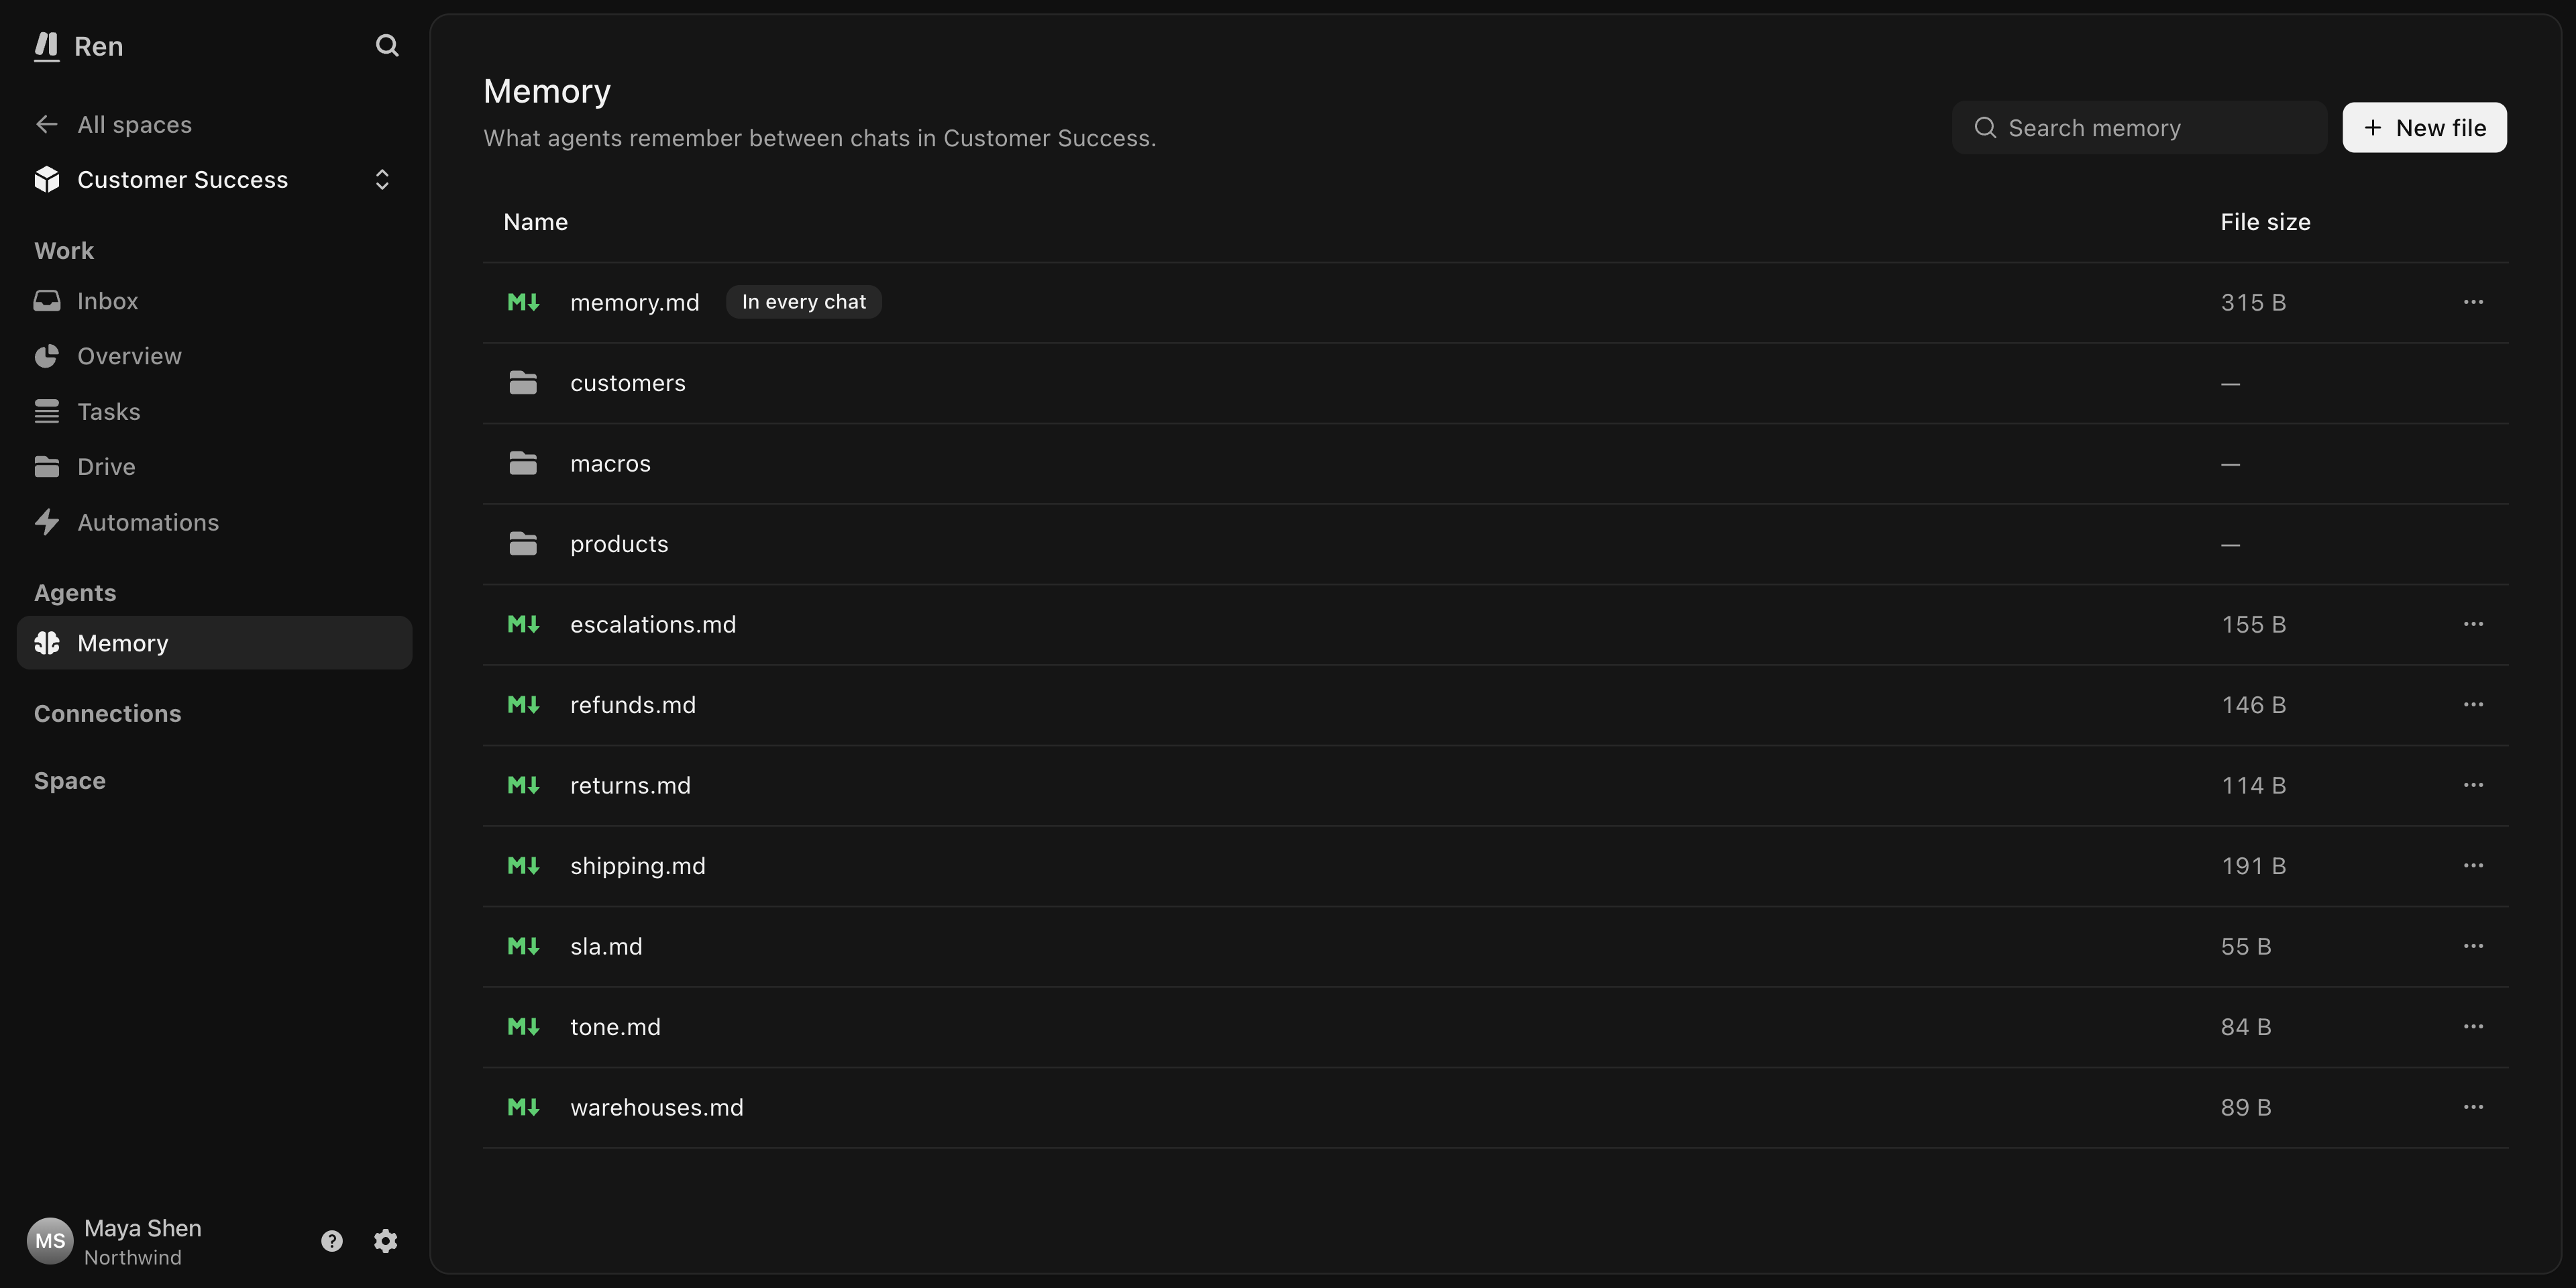 Ren
All spaces
Customer Success
Work
Inbox
Overview
Tasks
Drive
Automations
Agents
Memory
Connections
Space
MS
Maya Shen
Northwind
Memory
What agents remember between chats in Customer Success.
Search memory
New file
Name File size
memory.md In every chat 315 B
customers —
macros —
products —
escalations.md 155 B
refunds.md 146 B
returns.md 114 B
shipping.md 191 B
sla.md 55 B
tone.md 84 B
warehouses.md 89 B